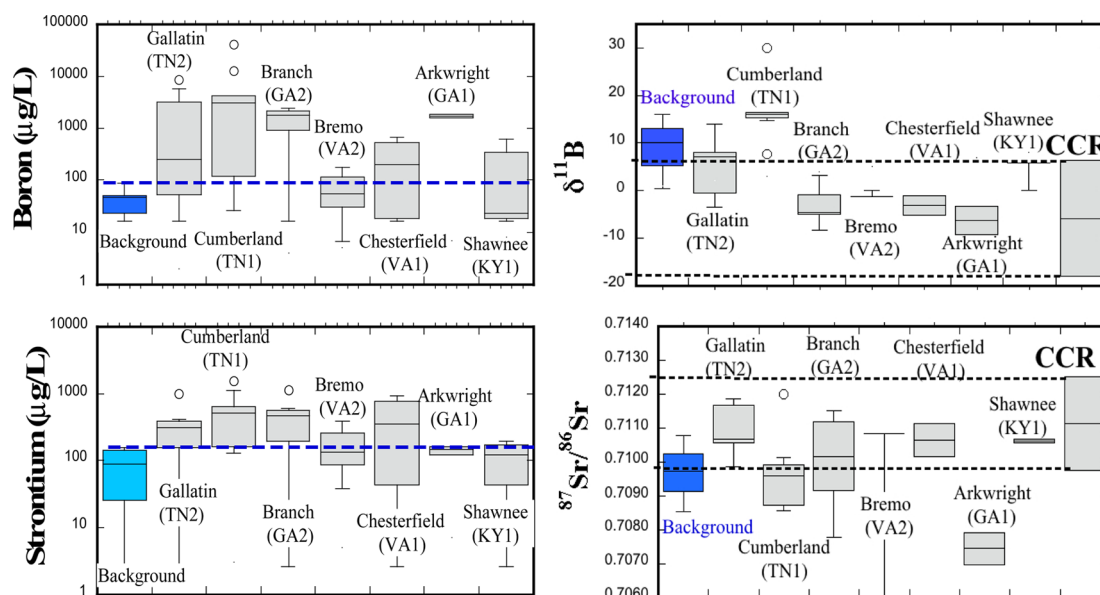 100000
10000
1000
100
10
1
Boron (µg/L)
Gallatin
(TN2)
Branch
(GA2)
Arkwright
(GA1)
Bremo
(VA2)
Background
Cumberland
(TN1)
Chesterfield
(VA1)
Shawnee
(KY1)
30
20
10
0
-10
-20
δ11B
Background
Cumberland
(TN1)
Branch
(GA2)
Chesterfield
(VA1)
Shawnee
(KY1)
CCR
Gallatin
(TN2)
Bremo
(VA2)
Arkwright
(GA1)
10000
1000
100
10
1
Strontium (µg/L)
Cumberland
(TN1)
Bremo
(VA2)
Arkwright
(GA1)
Gallatin
(TN2)
Branch
(GA2)
Chesterfield
(VA1)
Shawnee
(KY1)
Background
0.7140
0.7130
0.7120
0.7110
0.7100
0.7090
0.7080
0.7070
0.7060
87Sr/86Sr
Gallatin
(TN2)
Branch
(GA2)
Chesterfield
(VA1)
CCR
Shawnee
(KY1)
Background
Bremo
(VA2)
Arkwright
(GA1)
Cumberland
(TN1)